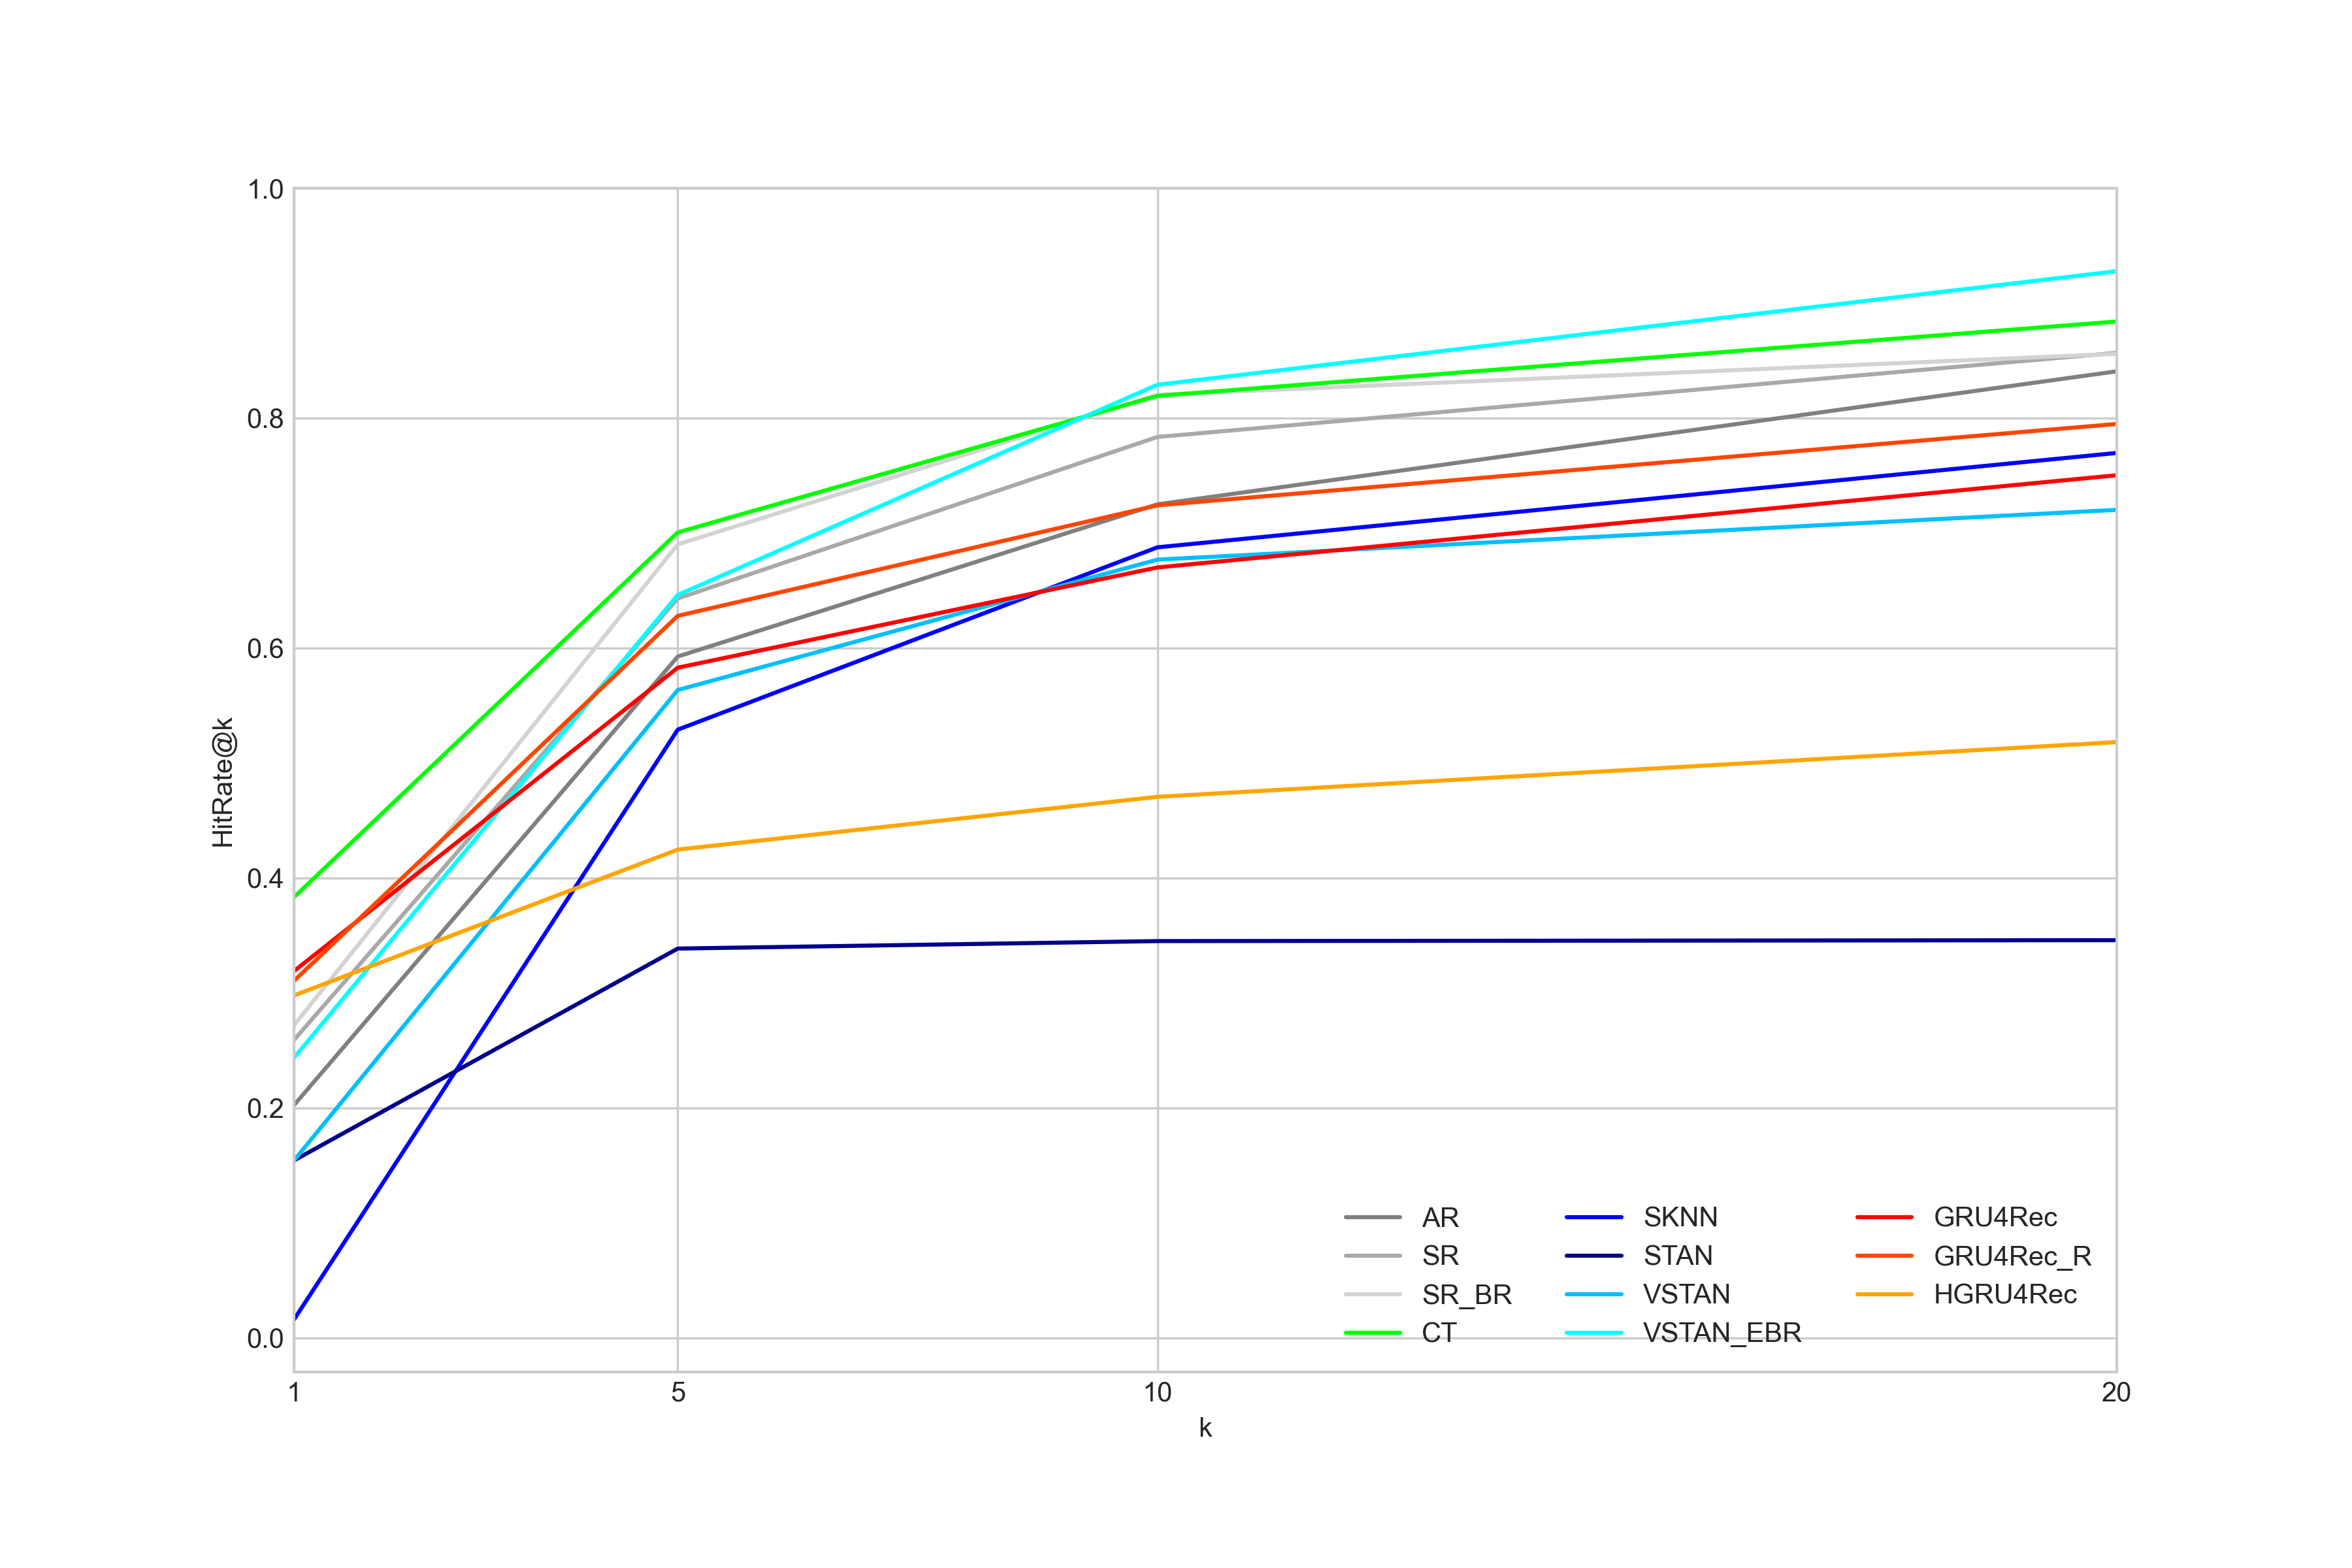 1.0
0.8
0.6
0.4
0.2
0.0
HitRate@k
1 5 10 20
k
AR
SR
SR_BR
CT
SKNN
STAN
VSTAN
VSTAN_EBR
GRU4Rec
GRU4Rec_R
HGRU4Rec